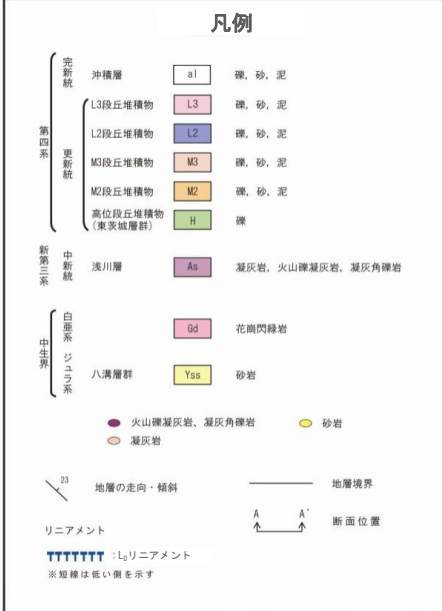 凡例
第四系
完新統
沖積層 al 礫, 砂, 泥
更新統
L3段丘堆積物 L3 礫, 砂, 泥
L2段丘堆積物 L2 礫, 砂, 泥
M3段丘堆積物 M3 礫, 砂, 泥
M2段丘堆積物 M2 礫, 砂, 泥
高位段丘堆積物
(東茨城層群) H 礫
新第三系
中新統
浅川層 As 凝灰岩, 火山礫凝灰岩, 凝灰角礫岩
中生界
白亜系
Gd 花崗閃緑岩
ジュラ系
八溝層群 Yss 砂岩
火山礫凝灰岩、凝灰角礫岩 砂岩
凝灰岩
23 地層の走向・傾斜 地層境界
A A' 断面位置
リニアメント
:LDリニアメント
※短線は低い側を示す